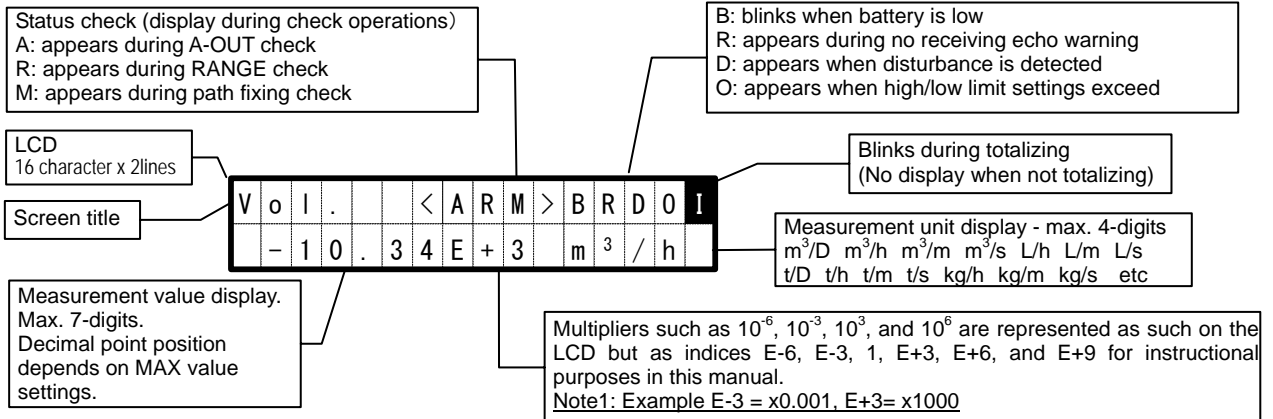 Status check (display during check operations）
A: appears during A-OUT check
R: appears during RANGE check
M: appears during path fixing check
B: blinks when battery is low
R: appears during no receiving echo warning
D: appears when disturbance is detected
O: appears when high/low limit settings exceed
LCD
16 character x 2lines
Blinks during totalizing
(No display when not totalizing)
Screen title
Vol.  <ARM>BRDOI
-10.34E+3 m³/h
Measurement unit display - max. 4-digits
m³/D m³/h m³/m m³/s L/h L/m L/s
t/D t/h t/m t/s kg/h kg/m kg/s etc
Measurement value display.
Max. 7-digits.
Decimal point position
depends on MAX value
settings.
Multipliers such as 10⁻⁶, 10⁻³, 10³, and 10⁶ are represented as such on the
LCD but as indices E-6, E-3, 1, E+3, E+6, and E+9 for instructional
purposes in this manual.
Note1: Example E-3 = x0.001, E+3= x1000